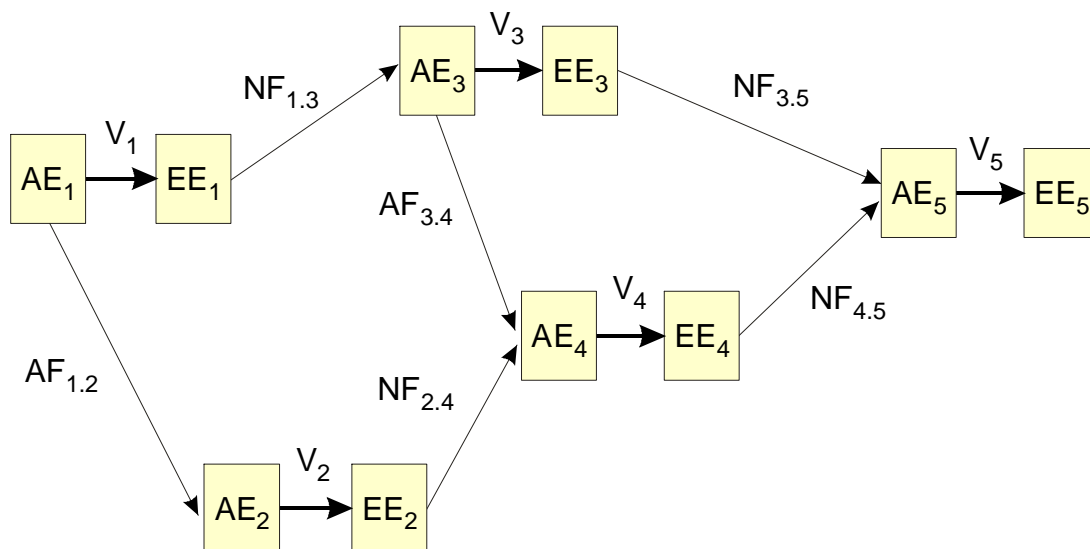 V₃
AE₃ EE₃
NF₁.₃ NF₃.₅
V₁ V₅
AE₁ EE₁ AE₅ EE₅
AF₃.₄
V₄ NF₄.₅
AE₄ EE₄
AF₁.₂ NF₂.₄
V₂
AE₂ EE₂